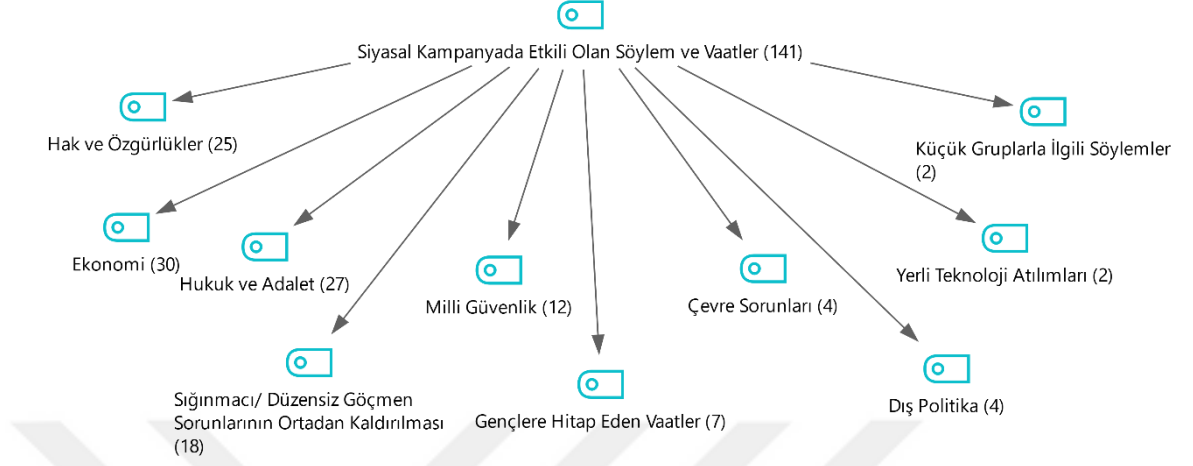 Siyasal Kampanyada Etkili Olan Söylem ve Vaatler (141)
Hak ve Özgürlükler (25)
Küçük Gruplarla İlgili Söylemler
(2)
Ekonomi (30)
Hukuk ve Adalet (27)
Milli Güvenlik (12)
Çevre Sorunları (4)
Yerli Teknoloji Atılımları (2)
Sığınmacı/ Düzensiz Göçmen
Sorunlarının Ortadan Kaldırılması
(18)
Gençlere Hitap Eden Vaatler (7)
Dış Politika (4)